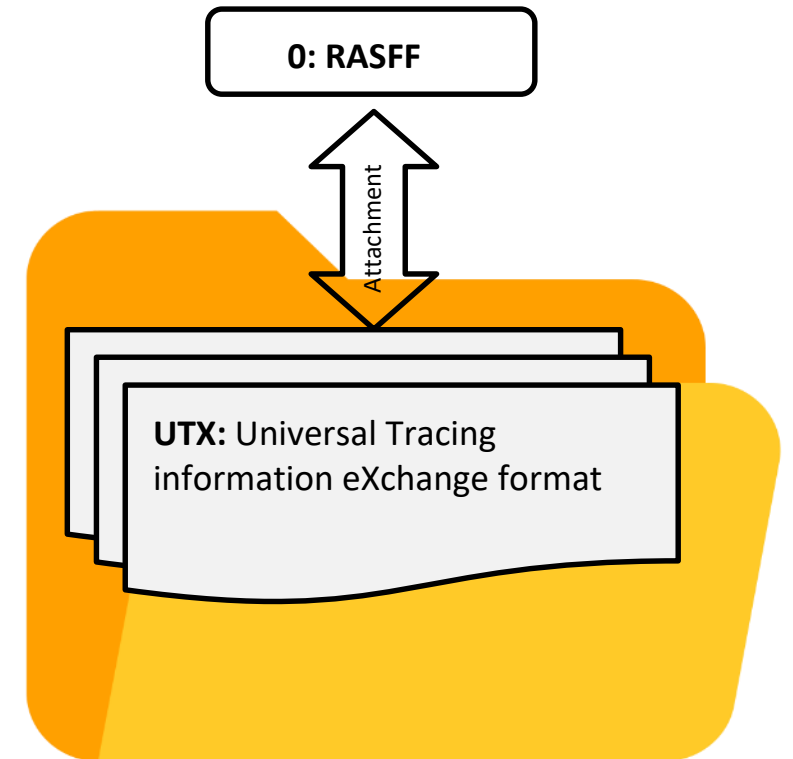 0: RASFF
Attachment
UTX: Universal Tracing
information eXchange format